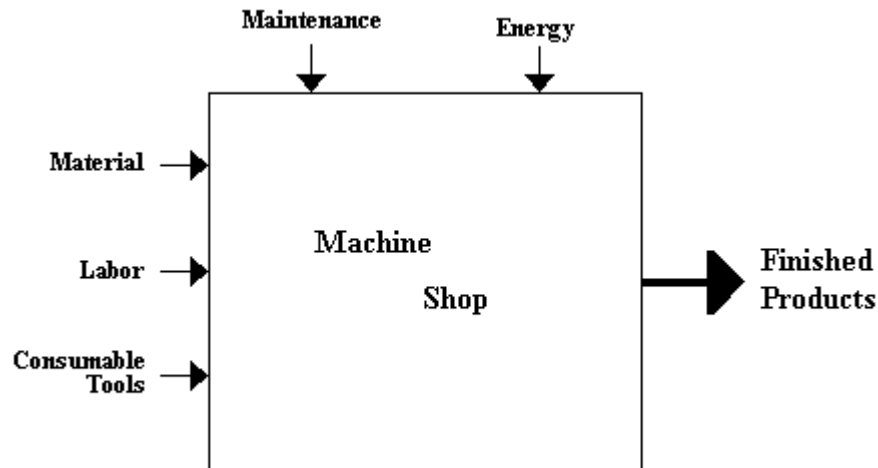 Maintenance
Energy
Material
Machine
Labor
Shop
Finished
Products
Consumable
Tools